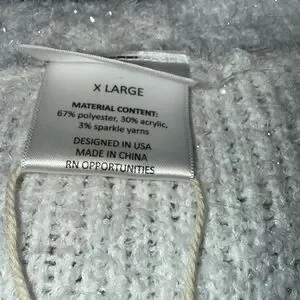 X LARGE
MATERIAL CONTENT:
67% polyester, 30% acrylic,
3% sparkle yarns
DESIGNED IN USA
MADE IN CHINA
RN OPPORTUNITIES